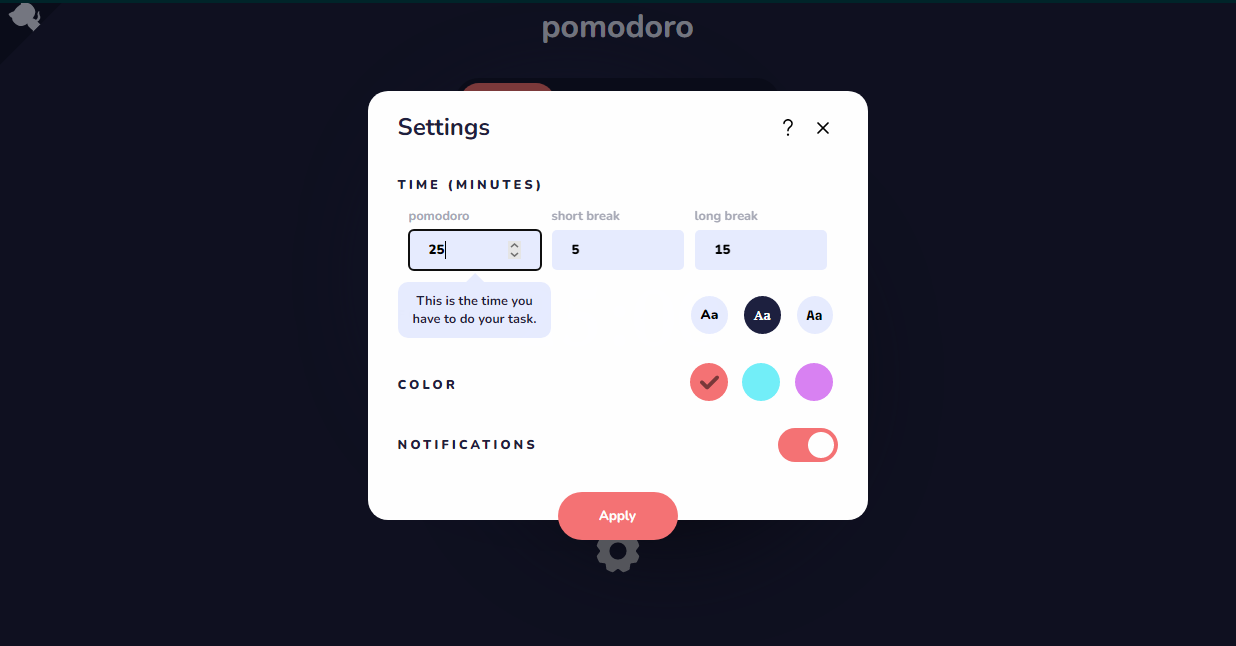 pomodoro
Settings
?
TIME (MINUTES)
pomodoro short break long break
25 5 15
This is the time you
have to do your task.
Aa Aa Aa
COLOR
NOTIFICATIONS
Apply